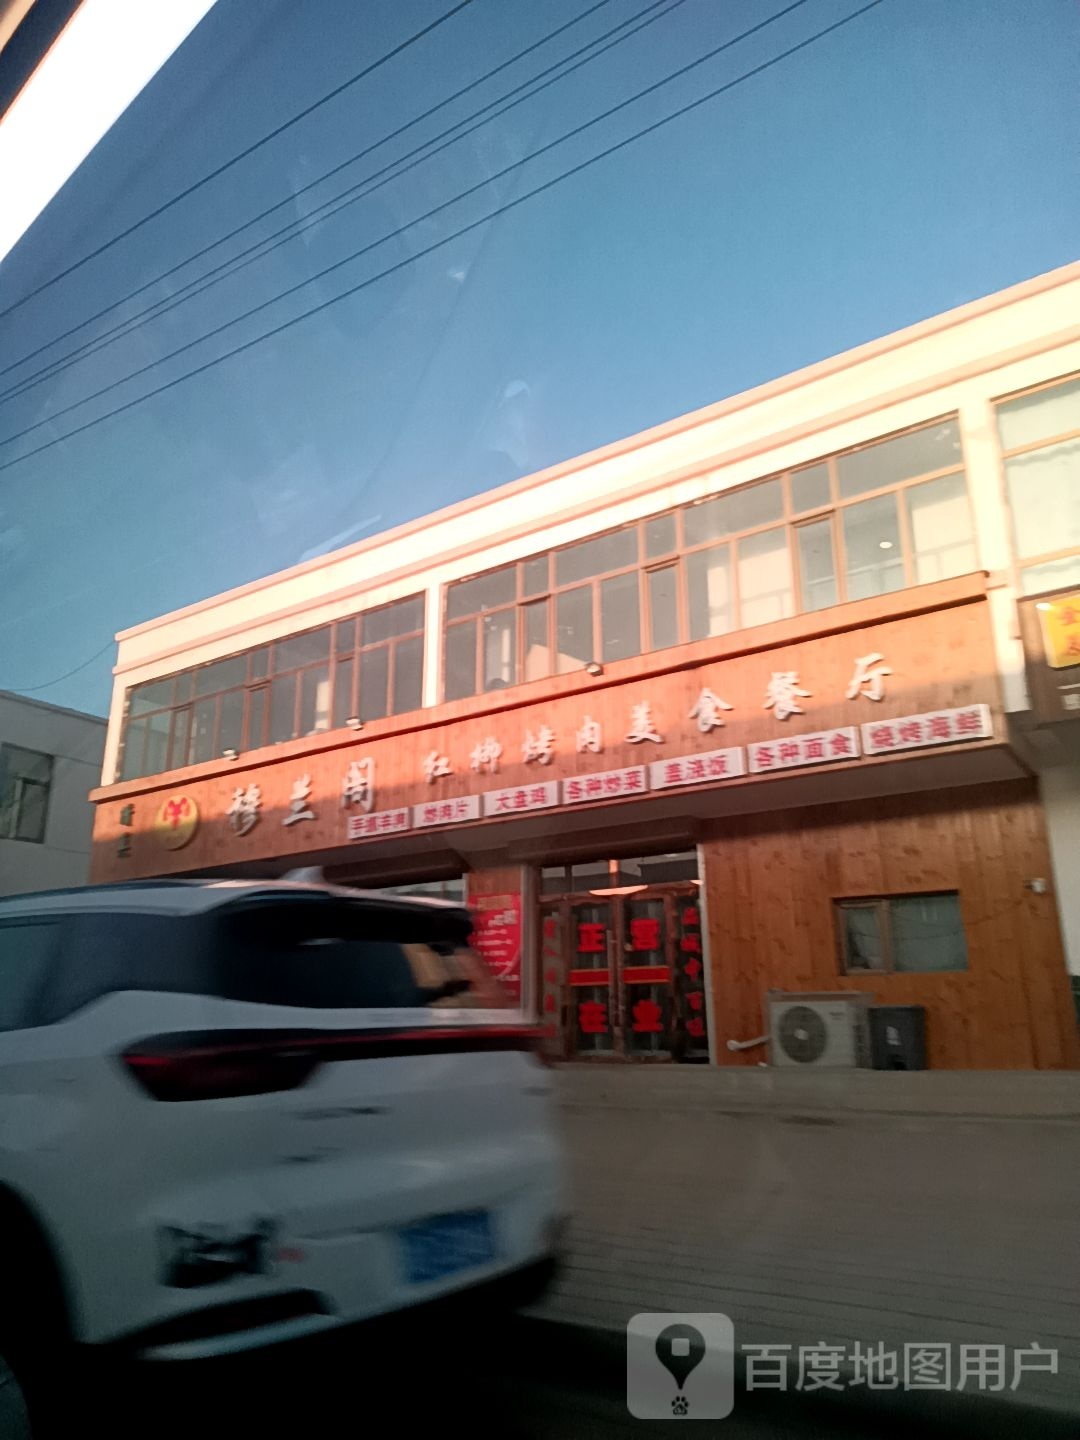 穆兰阁 红柳烤肉美食餐厅
手抓羊肉 烤肉片 大盘鸡 各种炒菜 盖浇饭 各种面食 烧烤海鲜
正在营业
百度地图用户